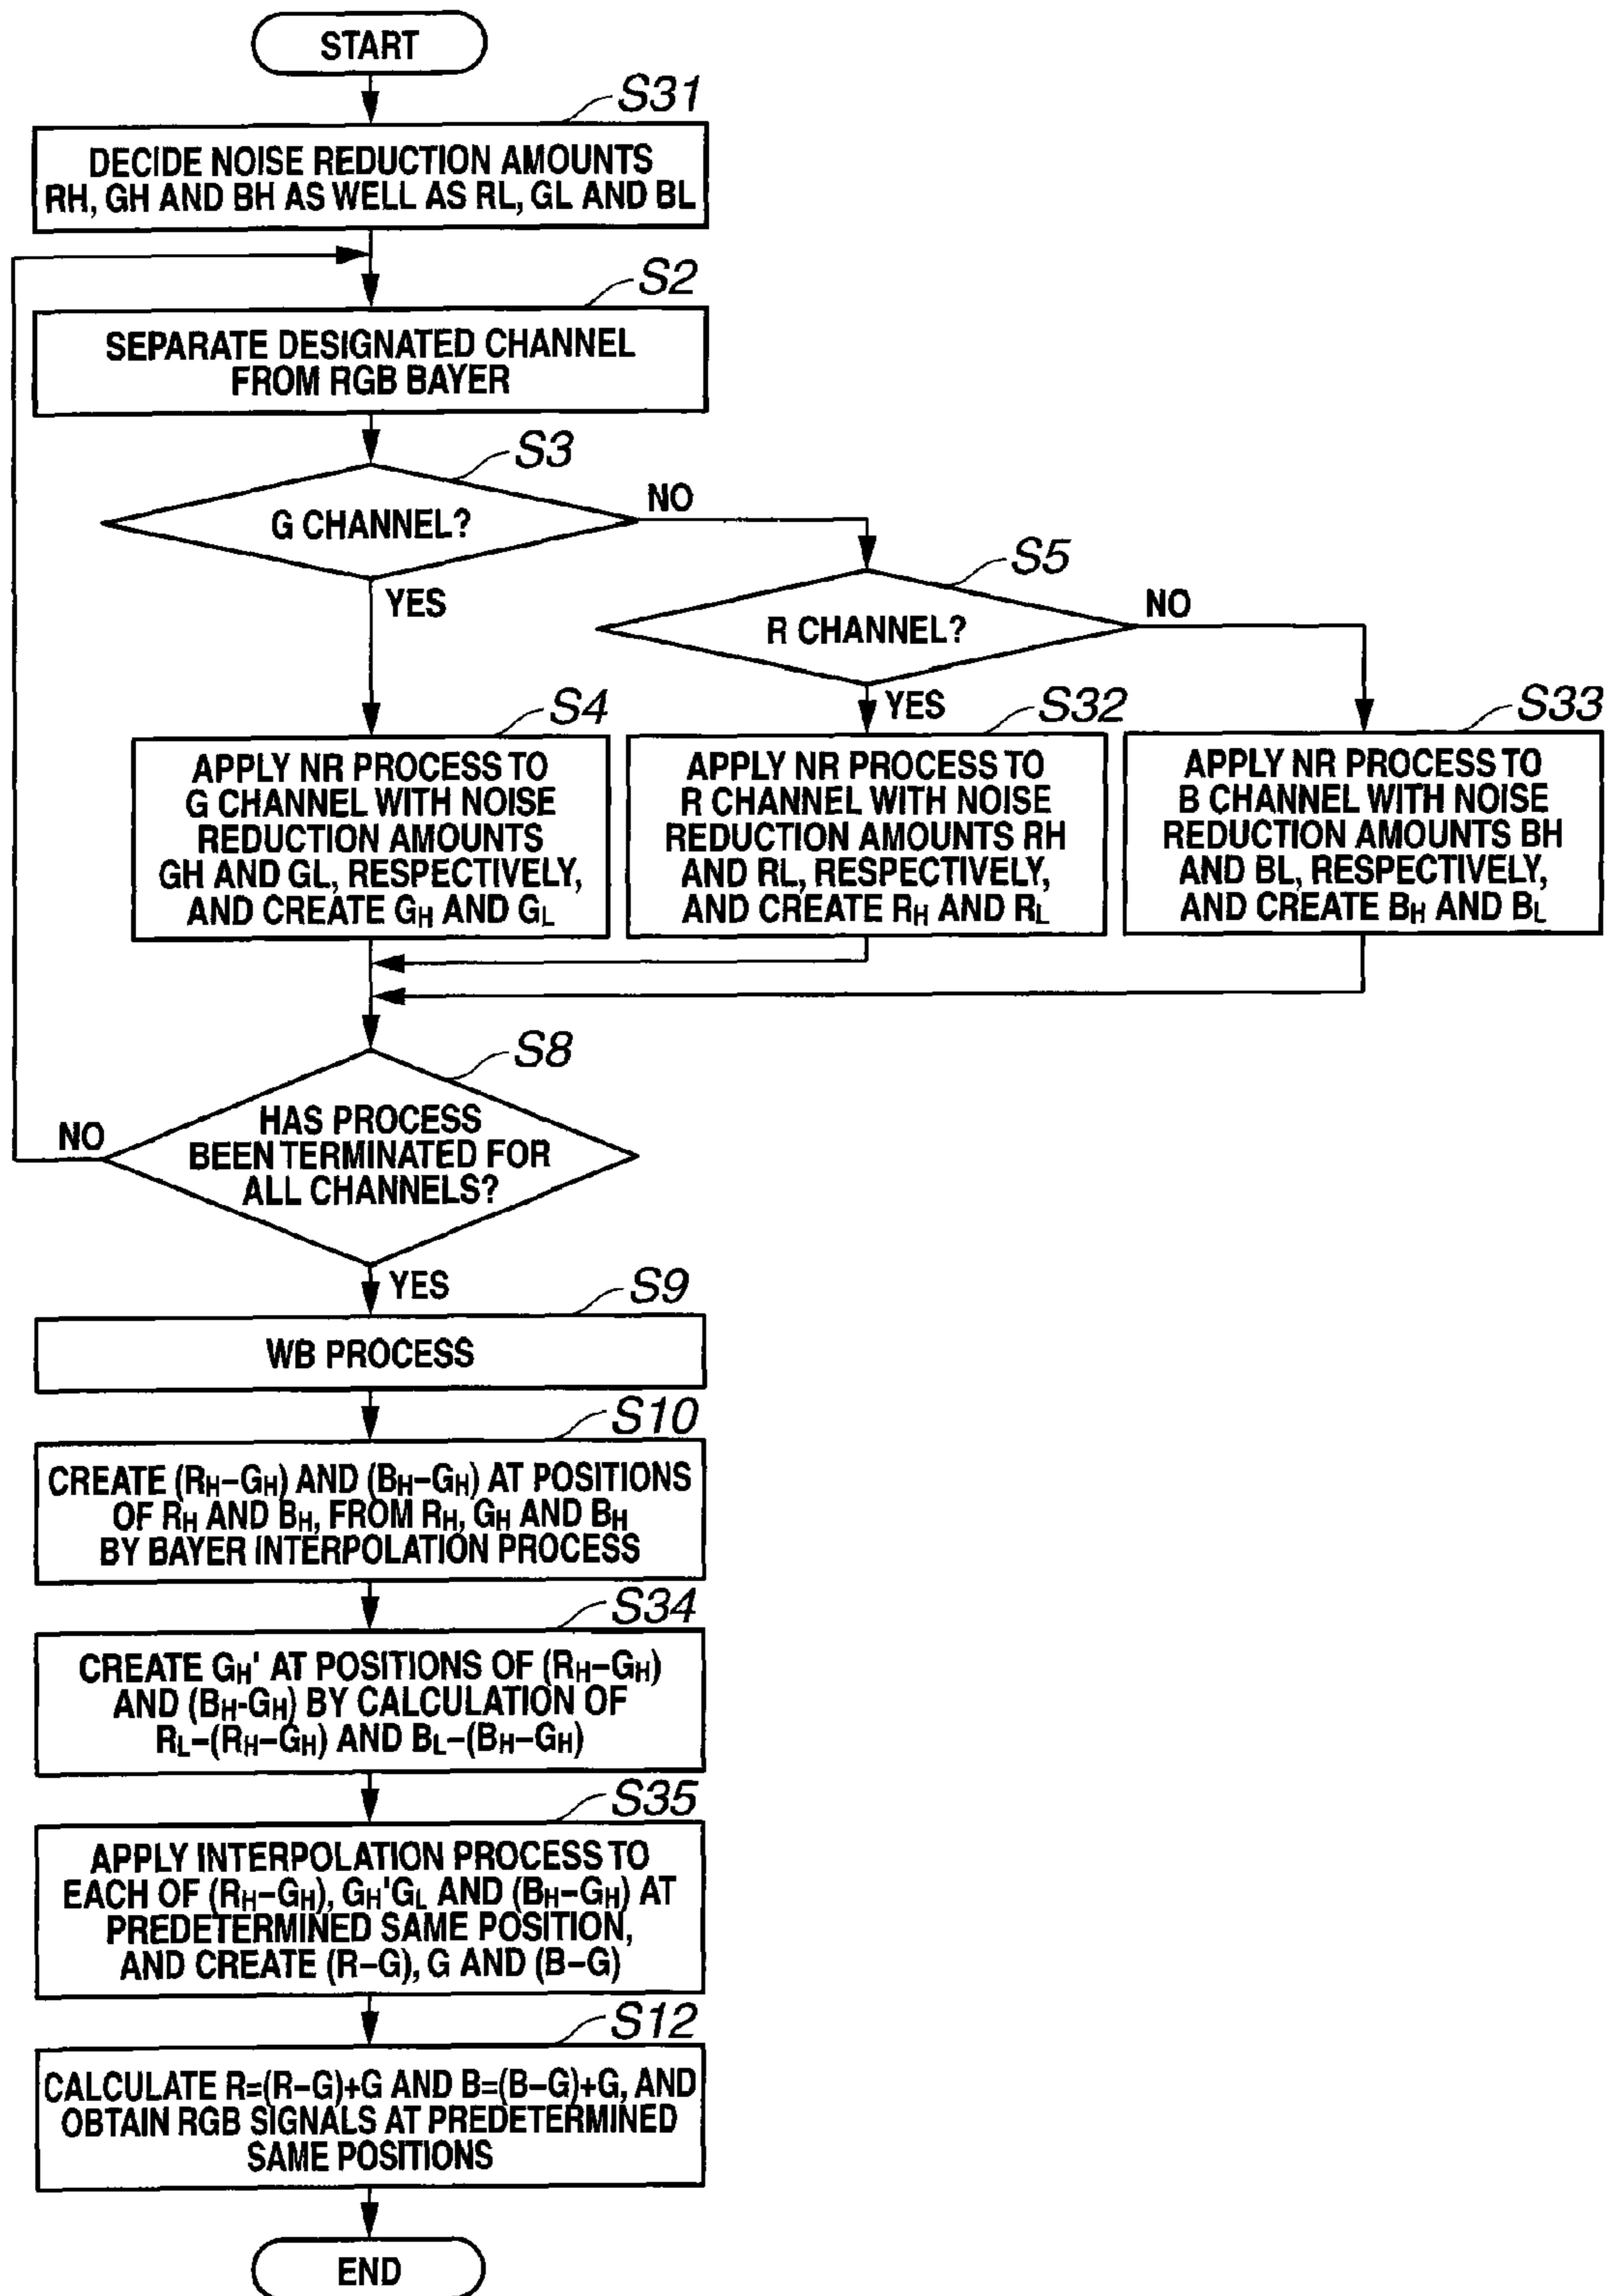 START
S31
DECIDE NOISE REDUCTION AMOUNTS
RH, GH AND BH AS WELL AS RL, GL AND BL
S2
SEPARATE DESIGNATED CHANNEL
FROM RGB BAYER
S3
G CHANNEL?
NO
YES
S5
R CHANNEL?
NO
YES
S4
APPLY NR PROCESS TO
G CHANNEL WITH NOISE
REDUCTION AMOUNTS
GH AND GL, RESPECTIVELY,
AND CREATE GH AND GL
S32
APPLY NR PROCESS TO
R CHANNEL WITH NOISE
REDUCTION AMOUNTS RH
AND RL, RESPECTIVELY,
AND CREATE RH AND RL
S33
APPLY NR PROCESS TO
B CHANNEL WITH NOISE
REDUCTION AMOUNTS BH
AND BL, RESPECTIVELY,
AND CREATE BH AND BL
S8
HAS PROCESS
BEEN TERMINATED FOR
ALL CHANNELS?
NO
YES
S9
WB PROCESS
S10
CREATE (RH−GH) AND (BH−GH) AT POSITIONS
OF RH AND BH, FROM RH, GH AND BH
BY BAYER INTERPOLATION PROCESS
S34
CREATE GH' AT POSITIONS OF (RH−GH)
AND (BH-GH) BY CALCULATION OF
RL−(RH−GH) AND BL−(BH−GH)
S35
APPLY INTERPOLATION PROCESS TO
EACH OF (RH−GH), GH'GL AND (BH−GH) AT
PREDETERMINED SAME POSITION,
AND CREATE (R−G), G AND (B−G)
S12
CALCULATE R=(R−G)+G AND B=(B−G)+G, AND
OBTAIN RGB SIGNALS AT PREDETERMINED
SAME POSITIONS
END